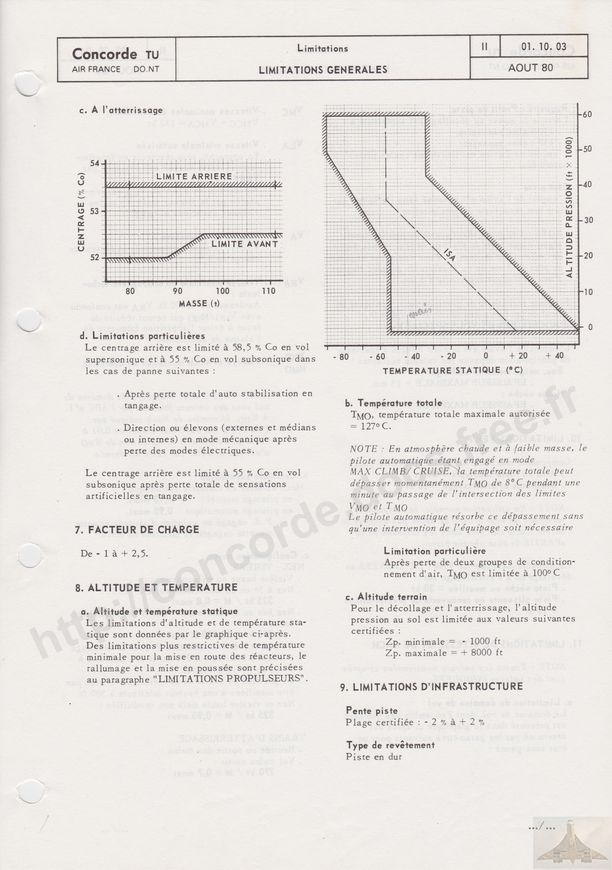 Concorde TU
AIR FRANCE DO.NT
Limitations
LIMITATIONS GENERALES
II
01. 10. 03
AOUT 80
c. A l'atterrissage
54
53
52
CENTRAGE (% Co)
LIMITE ARRIERE
LIMITE AVANT
80 90 100 110
MASSE (t)
d. Limitations particulières
Le centrage arrière est limité à 58,5 % Co en vol
supersonique et à 55 % Co en vol subsonique dans
les cas de panne suivantes :
. Après perte totale d'auto stabilisation en
tangage.
. Direction ou élevons (externes et médians
ou internes) en mode mécanique après
perte des modes électriques.
Le centrage arrière est limité à 55 % Co en vol
subsonique après perte totale de sensations
artificielles en tangage.
7. FACTEUR DE CHARGE
De - 1 à + 2,5.
8. ALTITUDE ET TEMPERATURE
a. Altitude et température statique
Les limitations d'altitude et de température sta-
tique sont données par le graphique ci-après.
Des limitations plus restrictives de température
minimale pour la mise en route des réacteurs, le
rallumage et la mise en poussée sont précisées
au paragraphe "LIMITATIONS PROPULSEURS".
60
50
40
30
20
10
0
ALTITUDE PRESSION (ft x 1000)
ISA
- 80 - 60 - 40 - 20 0 + 20 + 40
TEMPERATURE STATIQUE (°C)
b. Température totale
TMO, température totale maximale autorisée
= 127° C.
NOTE : En atmosphère chaude et à faible masse, le
pilote automatique étant engagé en mode
MAX CLIMB/ CRUISE, la température totale peut
dépasser momentanément TMO de 8°C pendant une
minute au passage de l'intersection des limites
VMO et TMO
Le pilote automatique résorbe ce dépassement sans
qu'une intervention de l'équipage soit nécessaire
Limitation particulière
Après perte de deux groupes de condition-
nement d'air, TMO est limitée à 100° C
c. Altitude terrain
Pour le décollage et l'atterrissage, l'altitude
pression au sol est limitée aux valeurs suivantes
certifiées :
Zp. minimale = - 1000 ft
Zp. maximale = + 8000 ft
9. LIMITATIONS D'INFRASTRUCTURE
Pente piste
Plage certifiée : - 2 % à + 2 %
Type de revêtement
Piste en dur
.../ ...
http://concorde.jcm.free.fr